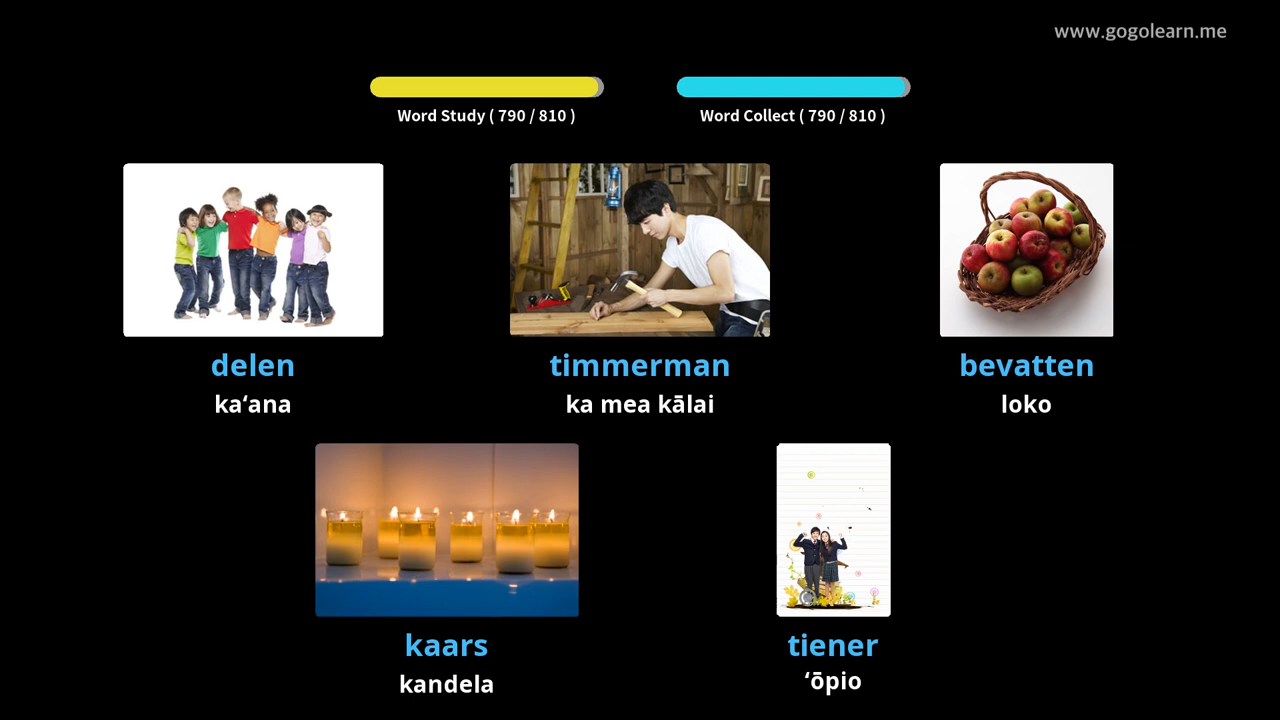 www.gogolearn.me
Word Study ( 790 / 810 )
Word Collect ( 790 / 810 )
delen
kaʻana
timmerman
ka mea kālai
bevatten
loko
kaars
kandela
tiener
ʻōpio